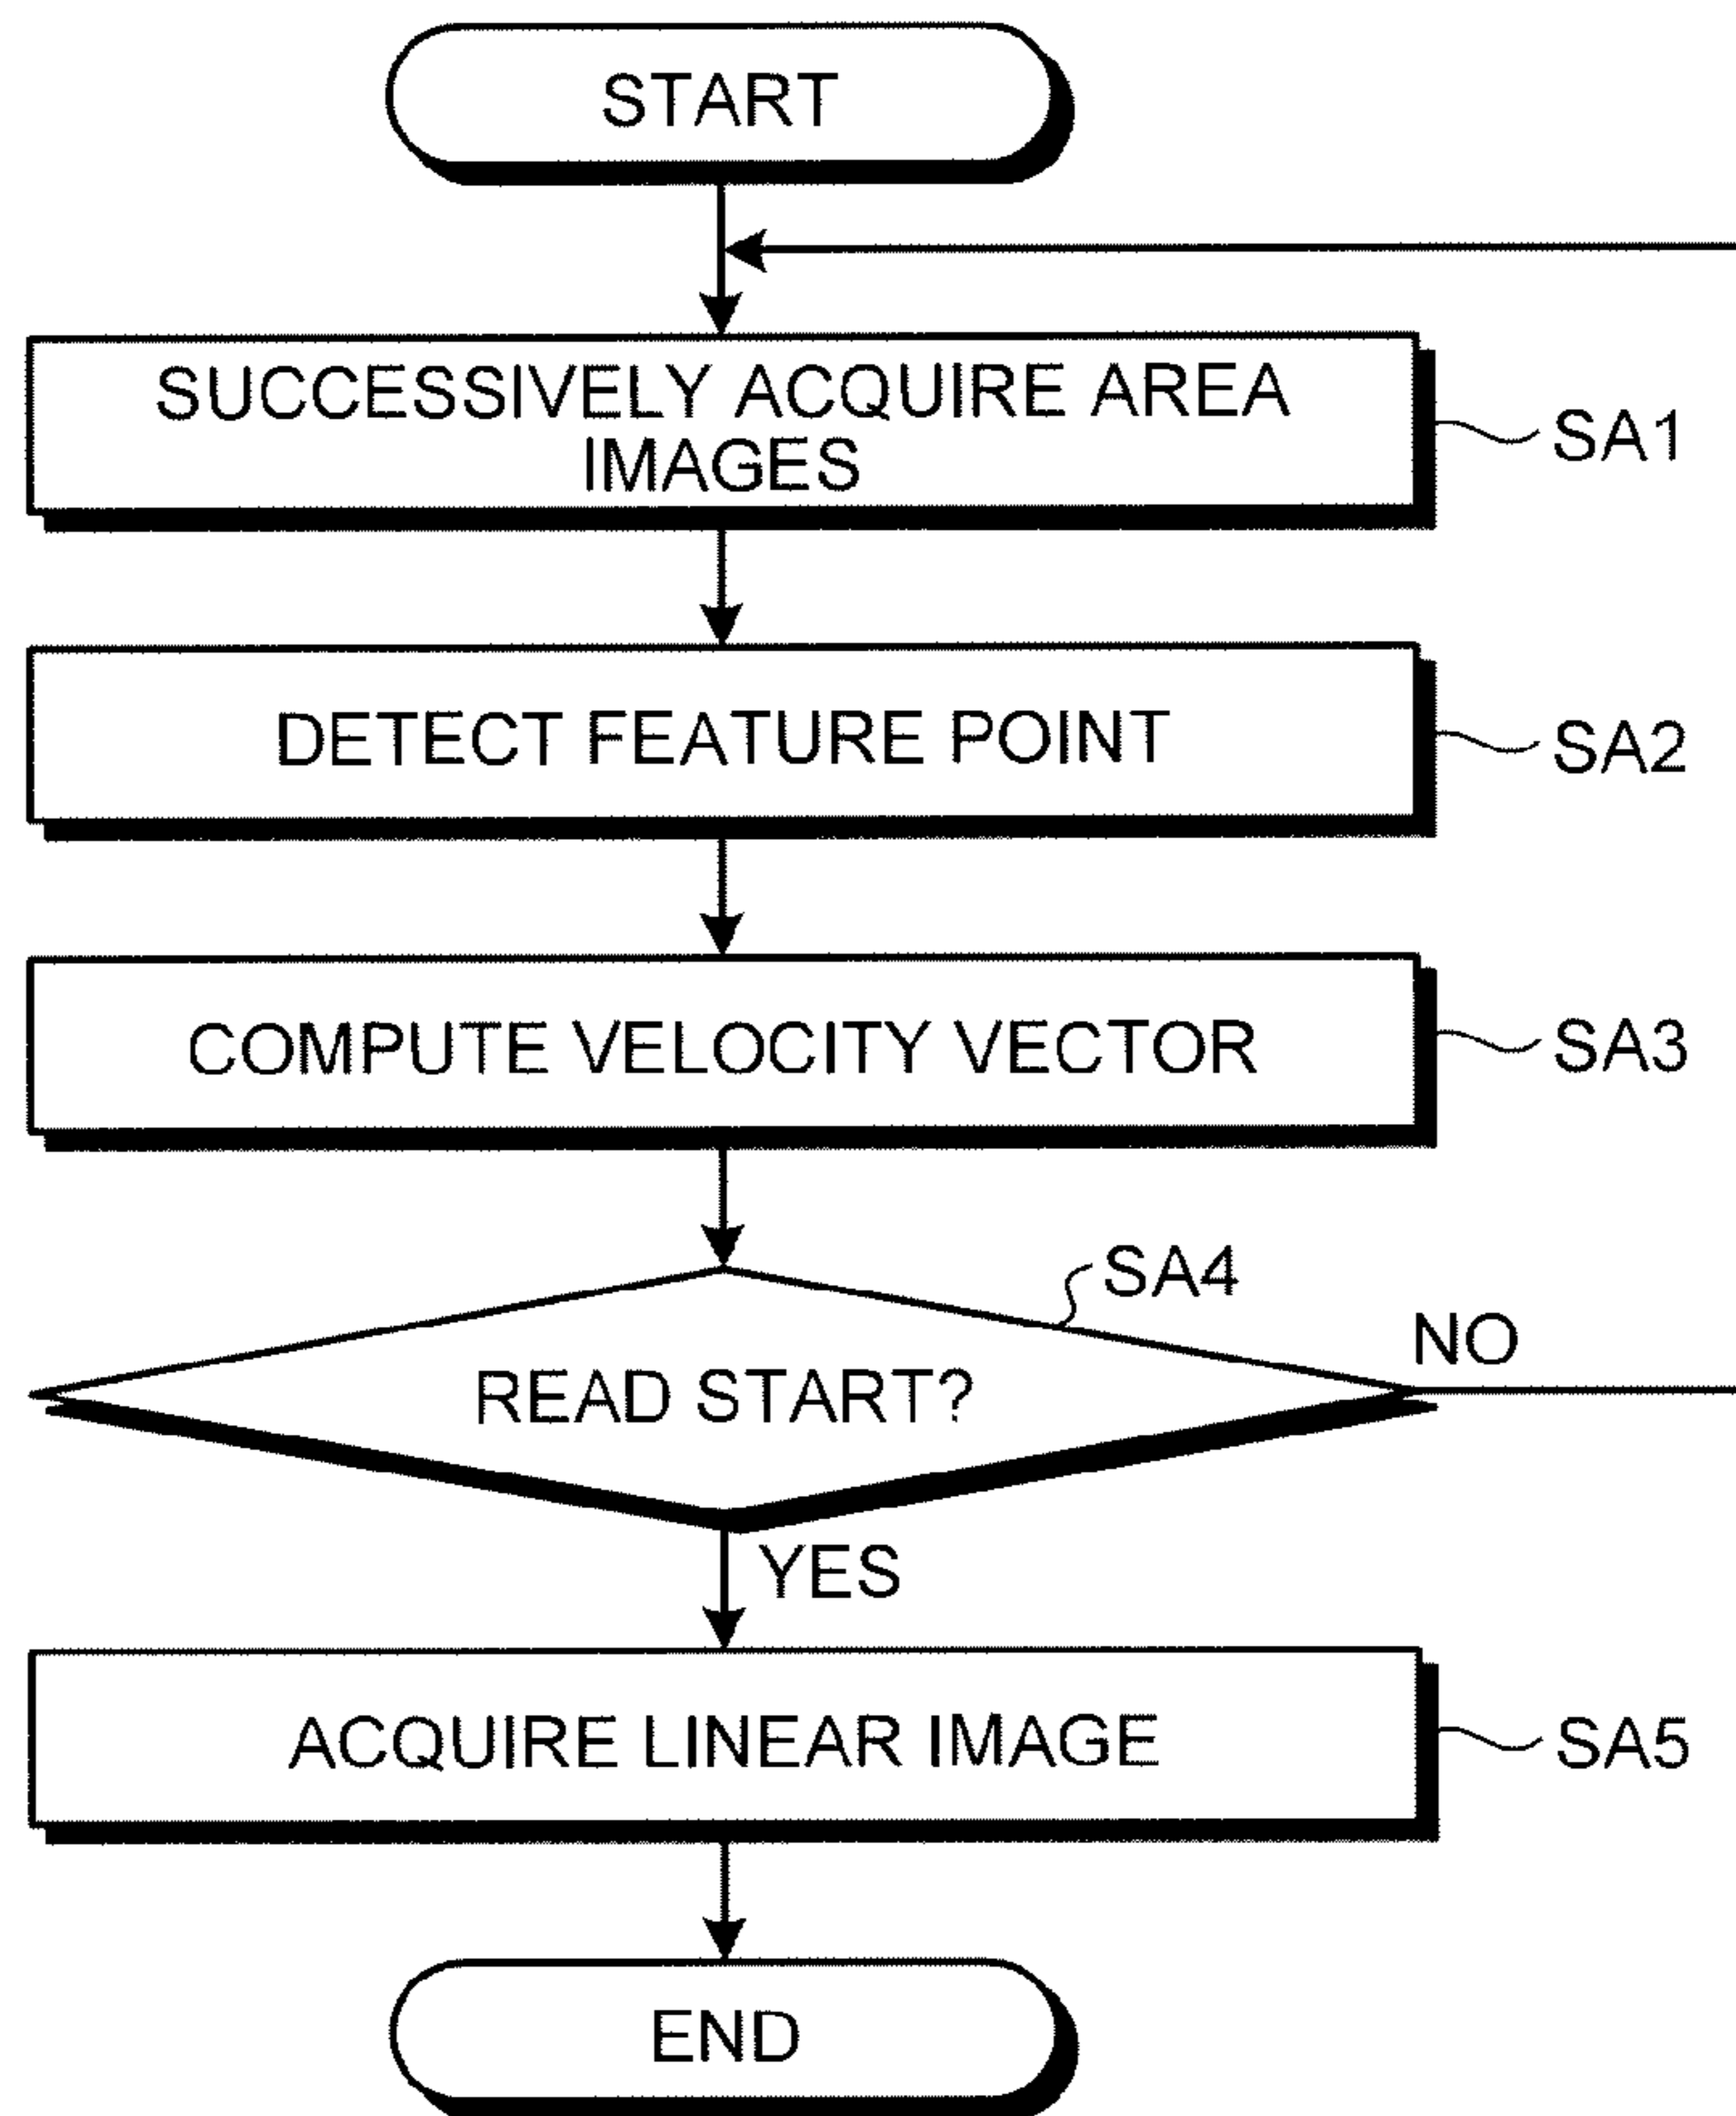 START
SUCCESSIVELY ACQUIRE AREA
IMAGES
SA1
DETECT FEATURE POINT
SA2
COMPUTE VELOCITY VECTOR
SA3
SA4
NO
READ START?
YES
ACQUIRE LINEAR IMAGE
SA5
END